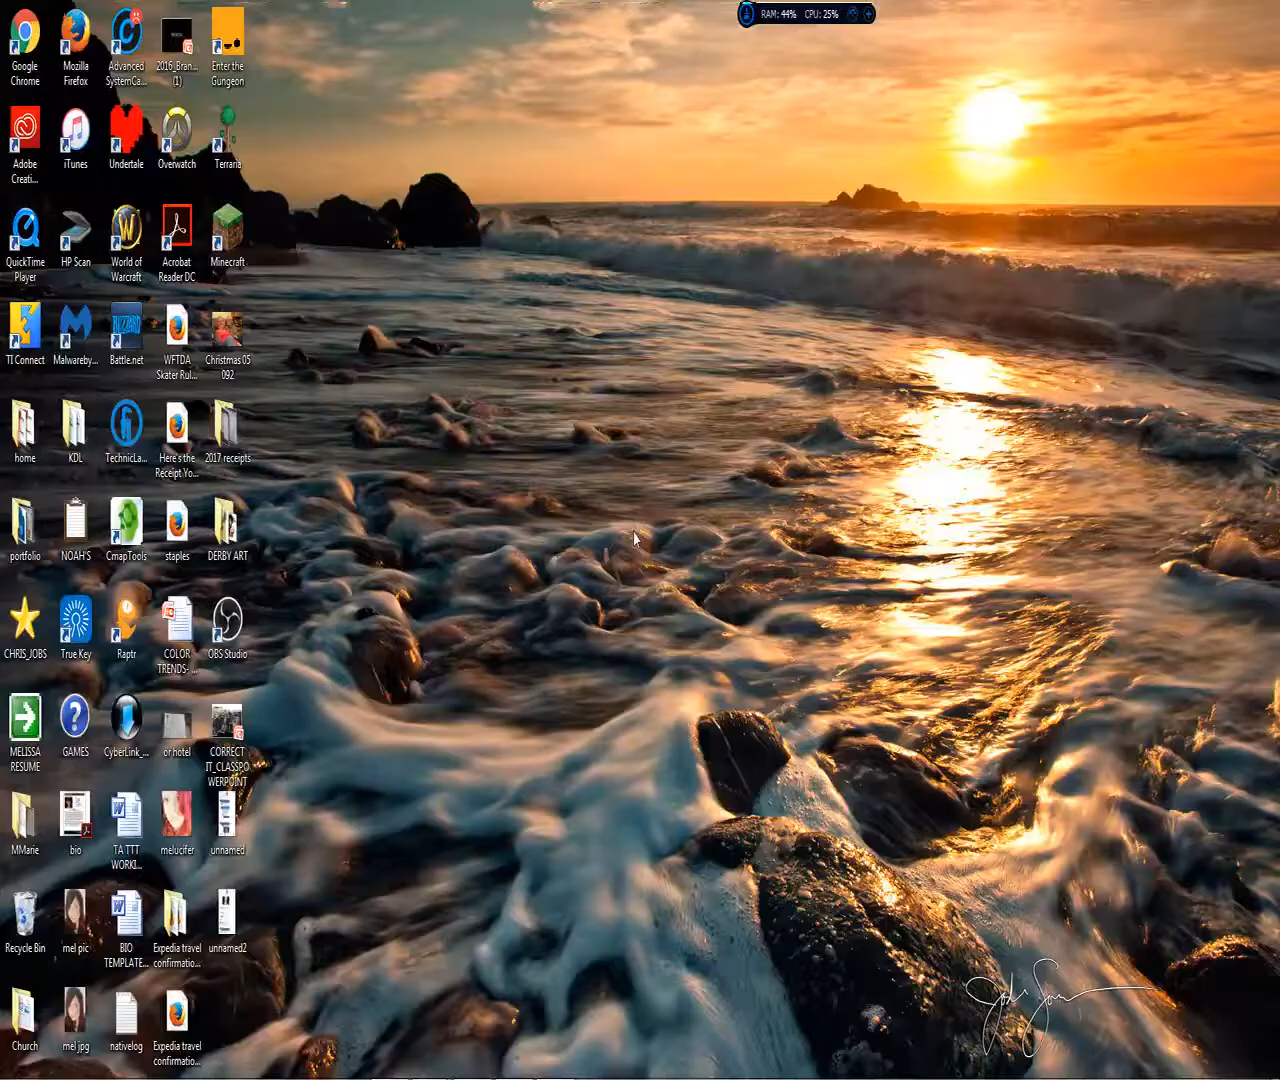 RAM: 44% CPU: 25%
Google
Chrome
Mozilla
Firefox
Advanced
SystemCa...
2016_Bran...
(1)
Enter the
Gungeon
Adobe
Creati...
iTunes
Undertale
Overwatch
Terraria
QuickTime
Player
HP Scan
World of
Warcraft
Acrobat
Reader DC
Minecraft
TI Connect
Malwareby...
BLIZZARD
Battle.net
WFTDA
Skater Rul...
Christmas 05
092
home
KDL
TechnicLa...
Here's the
Receipt Yo...
2017 receipts
portfolio
NOAH'S
CmapTools
staples
DERBY ART
CHRIS_JOBS
True Key
Raptr
COLOR
TRENDS- ...
OBS Studio
MELISSA
RESUME
GAMES
CyberLink_...
or hotel
CORRECT
IT_CLASSPO
WERPOINT
MMarie
bio
TA TTT
WORKI...
melucifer
unnamed
Recycle Bin
mel pic
BIO
TEMPLATE...
Expedia travel
confirmatio...
unnamed2
Church
mel jpg
nativelog
Expedia travel
confirmatio...